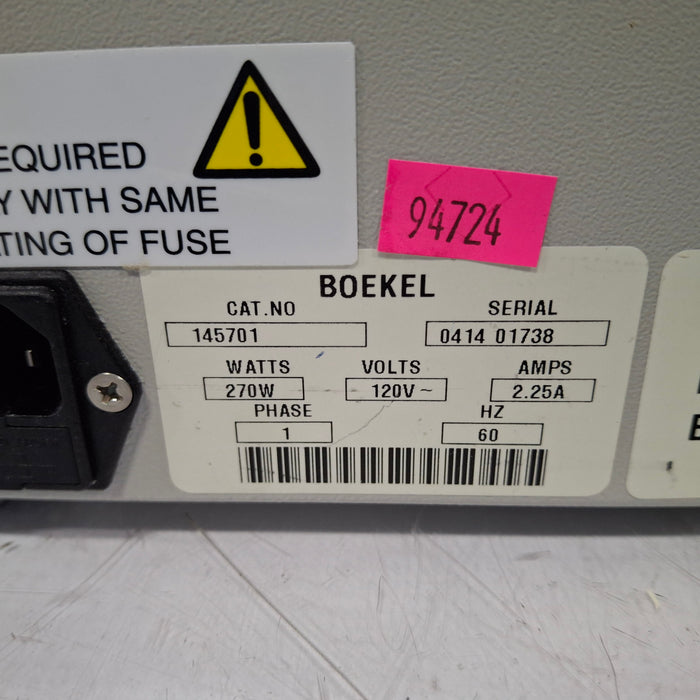 EQUIRED
Y WITH SAME
TING OF FUSE
94724
BOEKEL
CAT.NO SERIAL
145701 0414 01738
WATTS VOLTS AMPS
270W 120V~ 2.25A
PHASE HZ
1 60